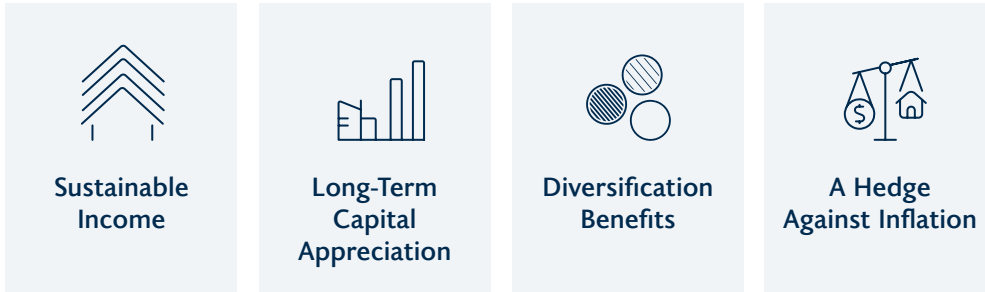 Sustainable
Income
Long-Term
Capital
Appreciation
Diversification
Benefits
$
A Hedge
Against Inflation